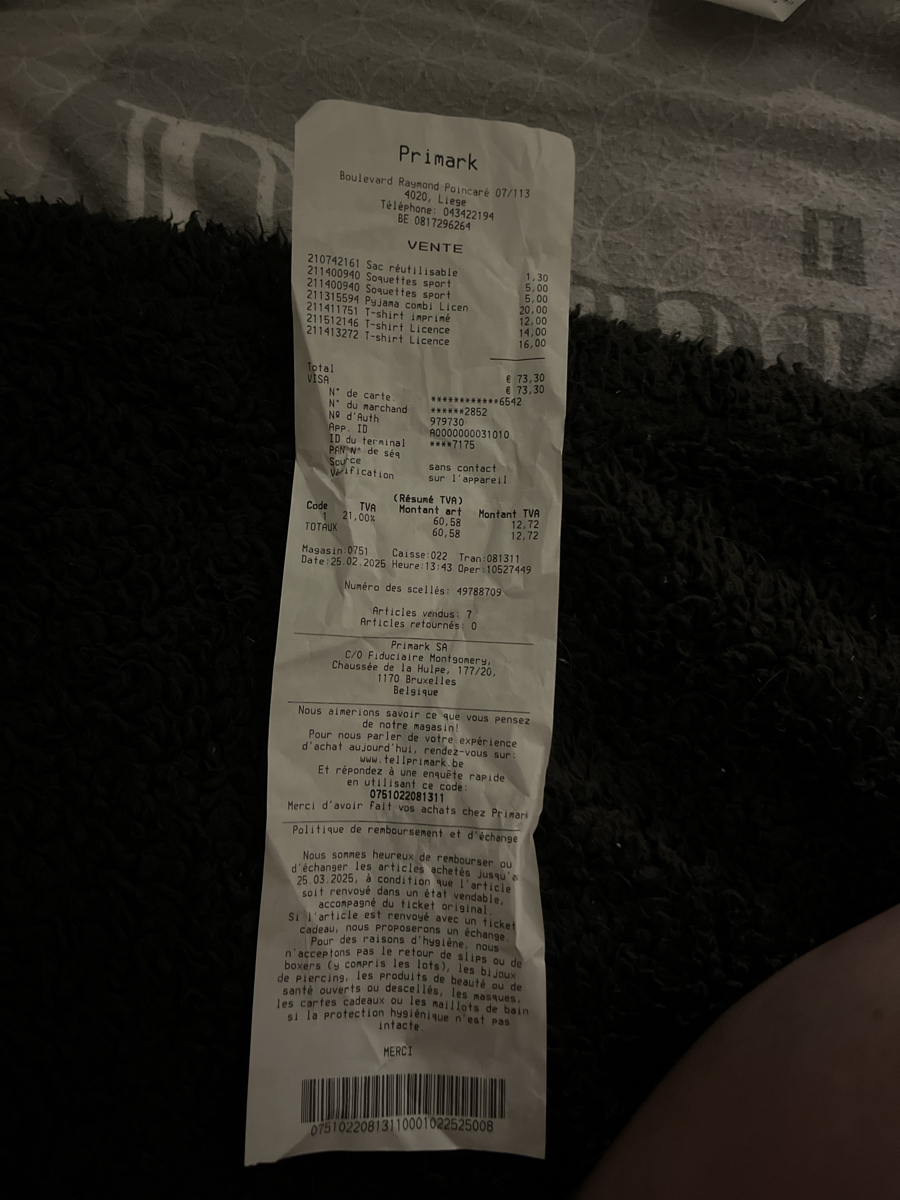 Primark
Boulevard Raymond Poincaré 07/113
4020, Liege
Téléphone: 043422194
BE 0817296264
VENTE
210742161 Sac réutilisable 1,30
211400940 Soquettes sport 5,00
211400940 Soquettes sport 5,00
211315594 Pyjama combi Licen 20,00
211411751 T-shirt imprimé 12,00
211512146 T-shirt Licence 14,00
211413272 T-shirt Licence 16,00
Total € 73,30
VISA € 73,30
N° de carte. ************6542
N° du marchand ******2852
Nº d'Auth 979730
App. ID A0000000031010
ID du terminal ****7175
PAN N° de séq
Source sans contact
Vérification sur l'appareil
(Résumé TVA)
Code TVA Montant art Montant TVA
1 21,00% 60,58 12,72
TOTAUX 60,58 12,72
Magasin:0751 Caisse:022 Tran:081311
Date:25.02.2025 Heure:13:43 Oper:10527449
Numéro des scellés: 49788709
Articles vendus: 7
Articles retournés: 0
Primark SA
C/O Fiduciaire Montgomery,
Chaussée de la Hulpe, 177/20,
1170 Bruxelles
Belgique
Nous aimerions savoir ce que vous pensez
de notre magasin!
Pour nous parler de votre expérience
d'achat aujourd'hui, rendez-vous sur:
www.tellprimark.be
Et répondez à une enquête rapide
en utilisant ce code:
0751022081311
Merci d'avoir fait vos achats chez Primark
Politique de remboursement et d'échange
Nous sommes heureux de rembourser ou
d'échanger les articles achetés jusqu'à
25.03.2025, à condition que l'article
soit renvoyé dans un état vendable,
accompagné du ticket original.
Si l'article est renvoyé avec un ticket
cadeau, nous proposerons un échange.
Pour des raisons d'hygiène, nous
n'acceptons pas le retour de slips ou de
boxers (y compris les lots), les bijoux
de piercing, les produits de beauté ou de
santé ouverts ou descellés, les masques,
les cartes cadeaux ou les maillots de bain
si la protection hygiénique n'est pas
intacte.
MERCI
07510220813110001022525008